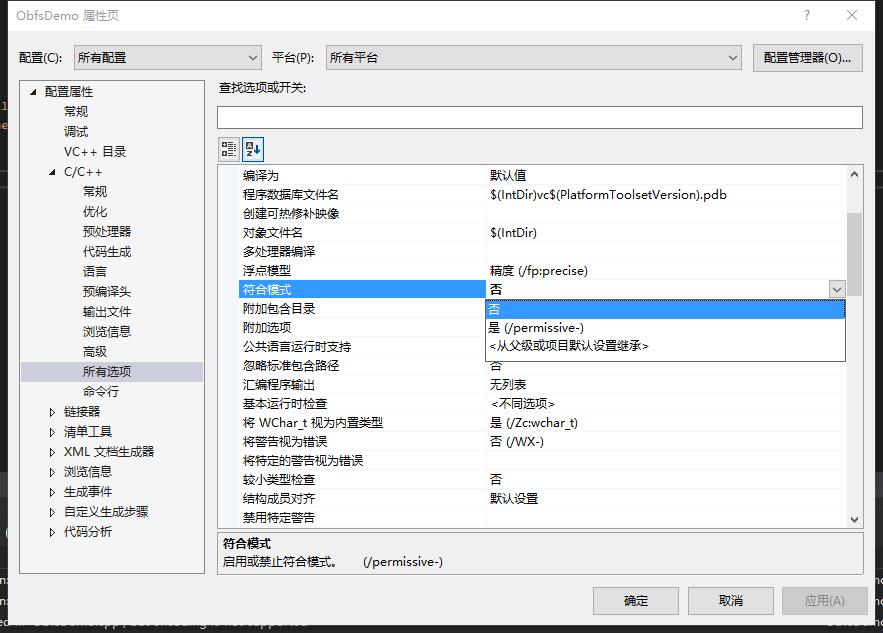 ObfsDemo 属性页
配置(C): 所有配置 平台(P): 所有平台 配置管理器(O)...
配置属性
常规
调试
VC++ 目录
C/C++
常规
优化
预处理器
代码生成
语言
预编译头
输出文件
浏览信息
高级
所有选项
命令行
链接器
清单工具
XML 文档生成器
浏览信息
生成事件
自定义生成步骤
代码分析
查找选项或开关:
编译为 默认值
程序数据库文件名 $(IntDir)vc$(PlatformToolsetVersion).pdb
创建可热修补映像
对象文件名 $(IntDir)
多处理器编译
浮点模型 精度 (/fp:precise)
符合模式 否
否
是 (/permissive-)
<从父级或项目默认设置继承>
附加包含目录
附加选项
公共语言运行时支持
忽略标准包含路径 否
汇编程序输出 无列表
基本运行时检查 <不同选项>
将 WChar_t 视为内置类型 是 (/Zc:wchar_t)
将警告视为错误 否 (/WX-)
将特定的警告视为错误
较小类型检查 否
结构成员对齐 默认设置
禁用特定警告
符合模式
启用或禁止符合模式。 (/permissive-)
确定 取消 应用(A)